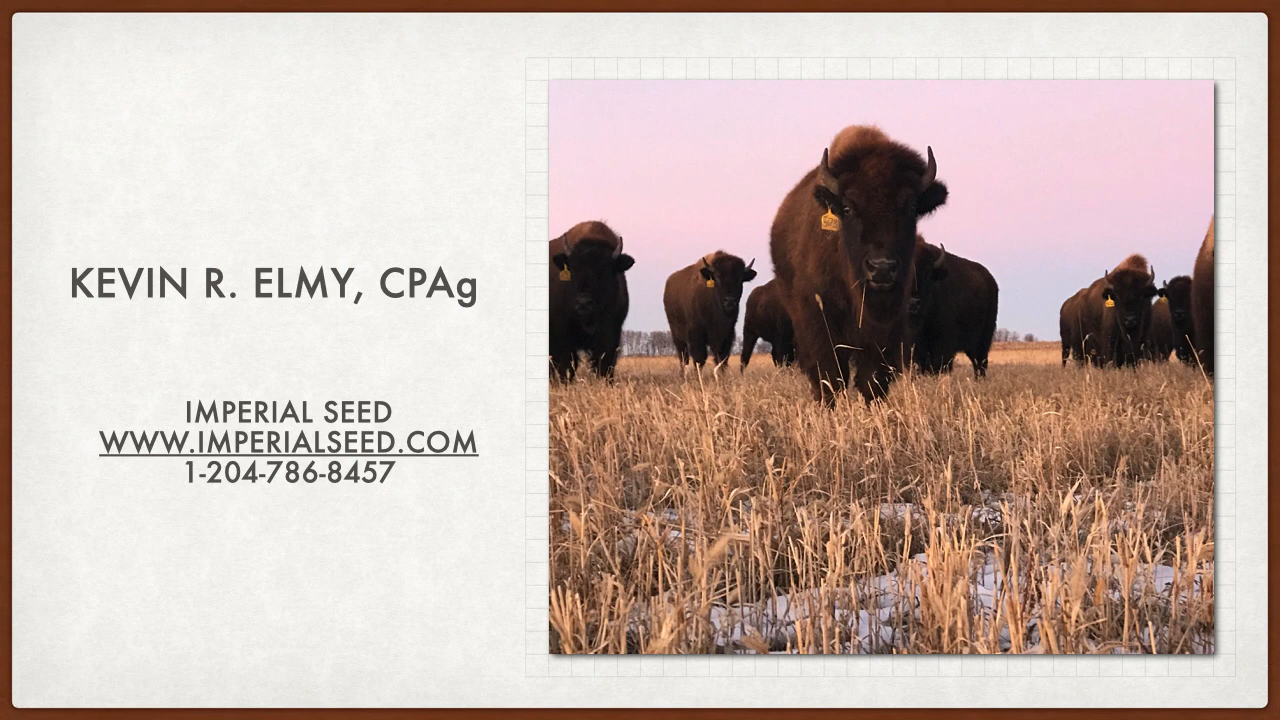 KEVIN R. ELMY, CPAg
IMPERIAL SEED
WWW.IMPERIALSEED.COM
1-204-786-8457